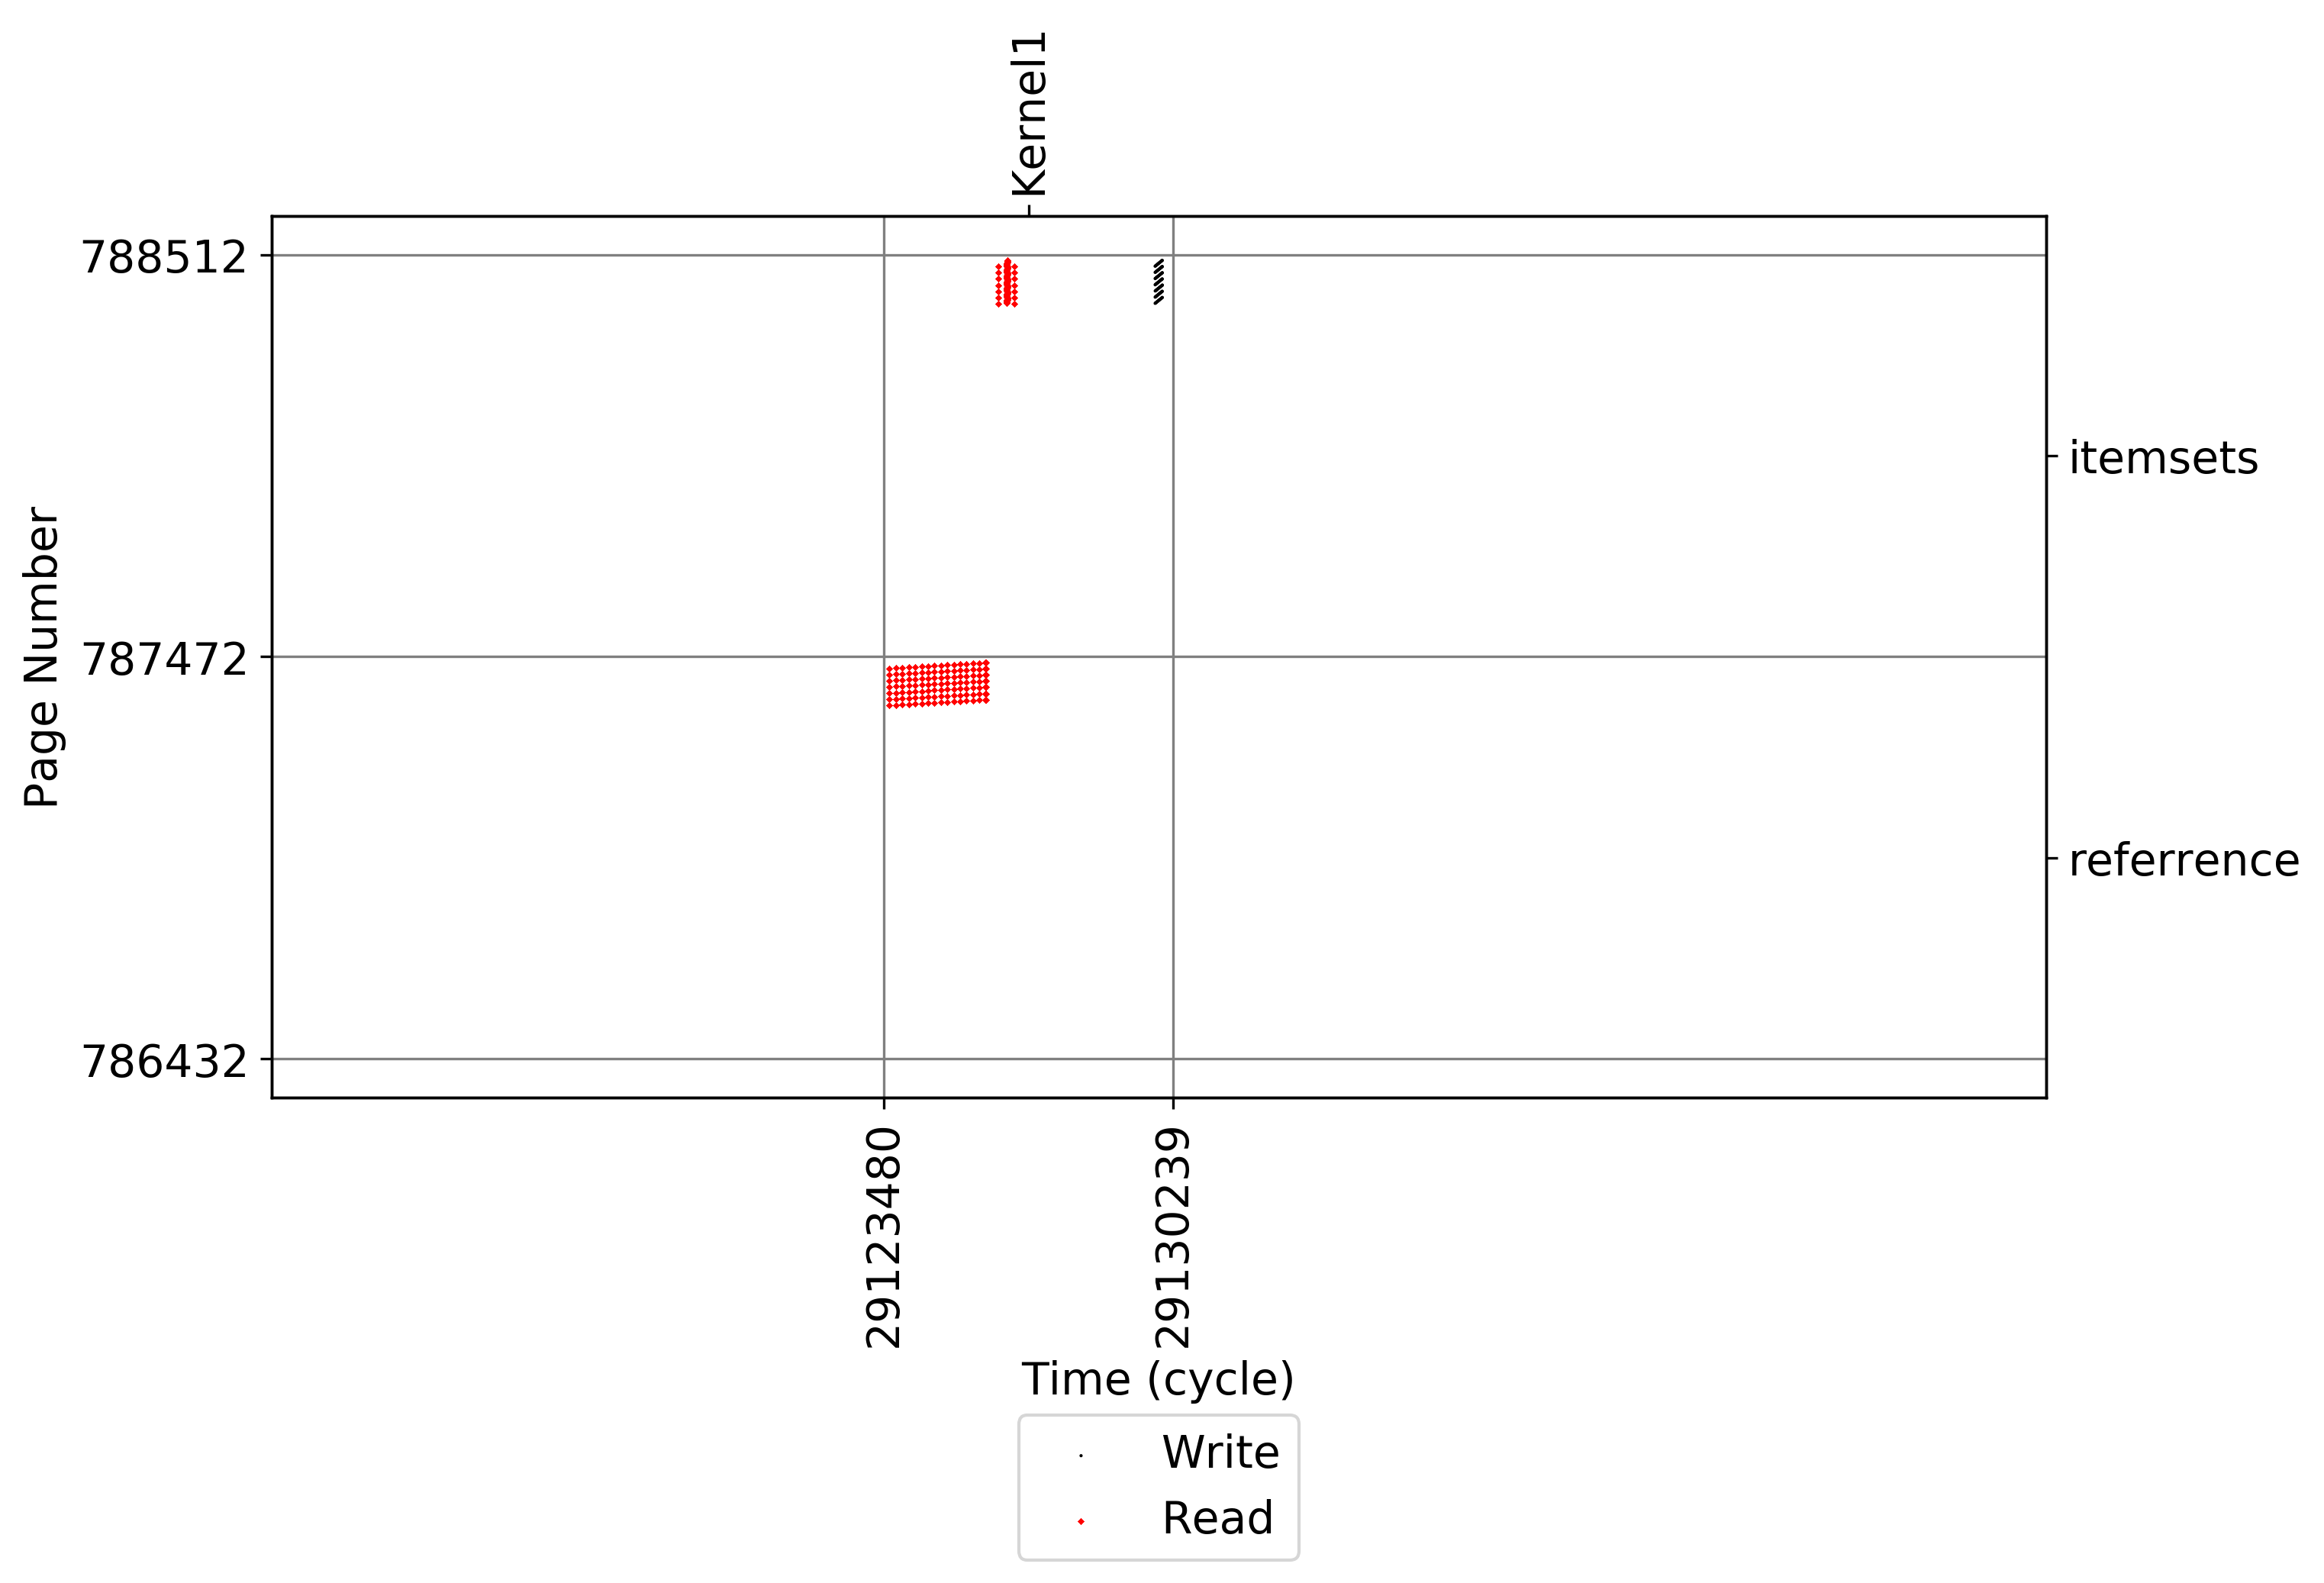 Kernel1
788512
itemsets
787472
Page Number
referrence
786432
29123480
29130239
Time (cycle)
Write
Read